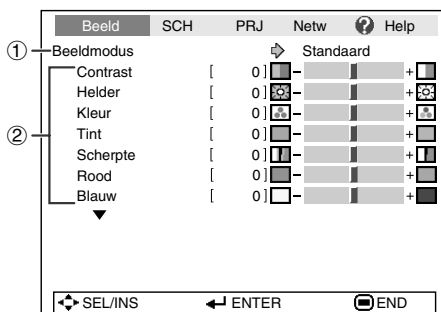 Beeld SCH PRJ Netw ? Help
① Beeldmodus Standaard
② Contrast [ 0 ] - +
Helder [ 0 ] - +
Kleur [ 0 ] - +
Tint [ 0 ] - +
Scherpte [ 0 ] - +
Rood [ 0 ] - +
Blauw [ 0 ] - +
SEL/INS ENTER END